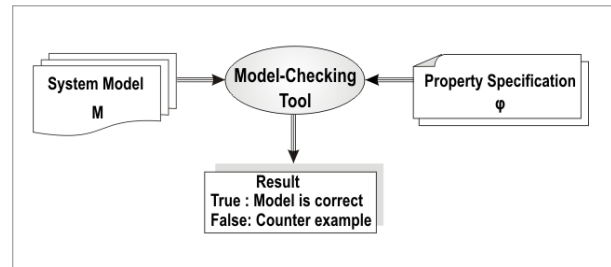 System Model
M
Model-Checking
Tool
Property Specification
φ
Result
True : Model is correct
False: Counter example